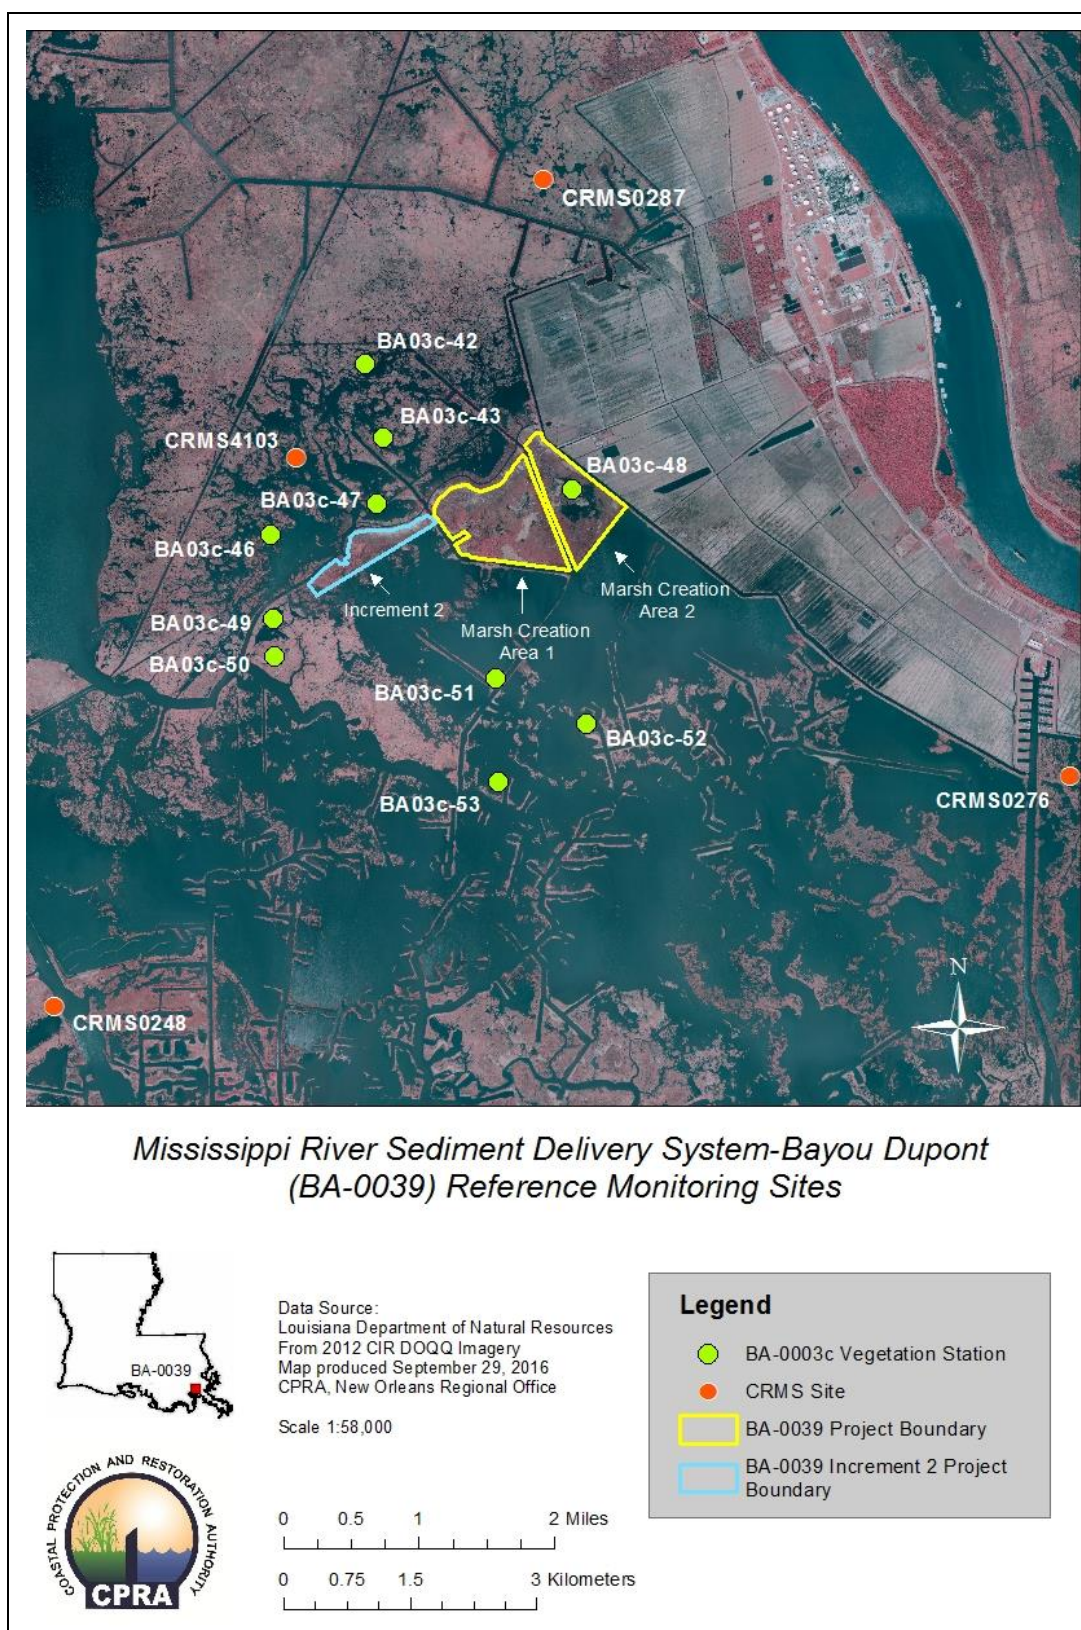 CRMS0287
BA03c-42
BA03c-43
CRMS4103
BA03c-48
BA03c-47
BA03c-46
Increment 2
Marsh Creation
Area 2
Marsh Creation
Area 1
BA03c-49
BA03c-50
BA03c-51
BA03c-52
BA03c-53
CRMS0276
N
CRMS0248
Mississippi River Sediment Delivery System-Bayou Dupont
(BA-0039) Reference Monitoring Sites
BA-0039
Data Source:
Louisiana Department of Natural Resources
From 2012 CIR DOQQ Imagery
Map produced September 29, 2016
CPRA, New Orleans Regional Office
Scale 1:58,000
Legend
BA-0003c Vegetation Station
CRMS Site
BA-0039 Project Boundary
BA-0039 Increment 2 Project
Boundary
COASTAL PROTECTION AND RESTORATION AUTHORITY
CPRA
0 0.5 1 2 Miles
0 0.75 1.5 3 Kilometers